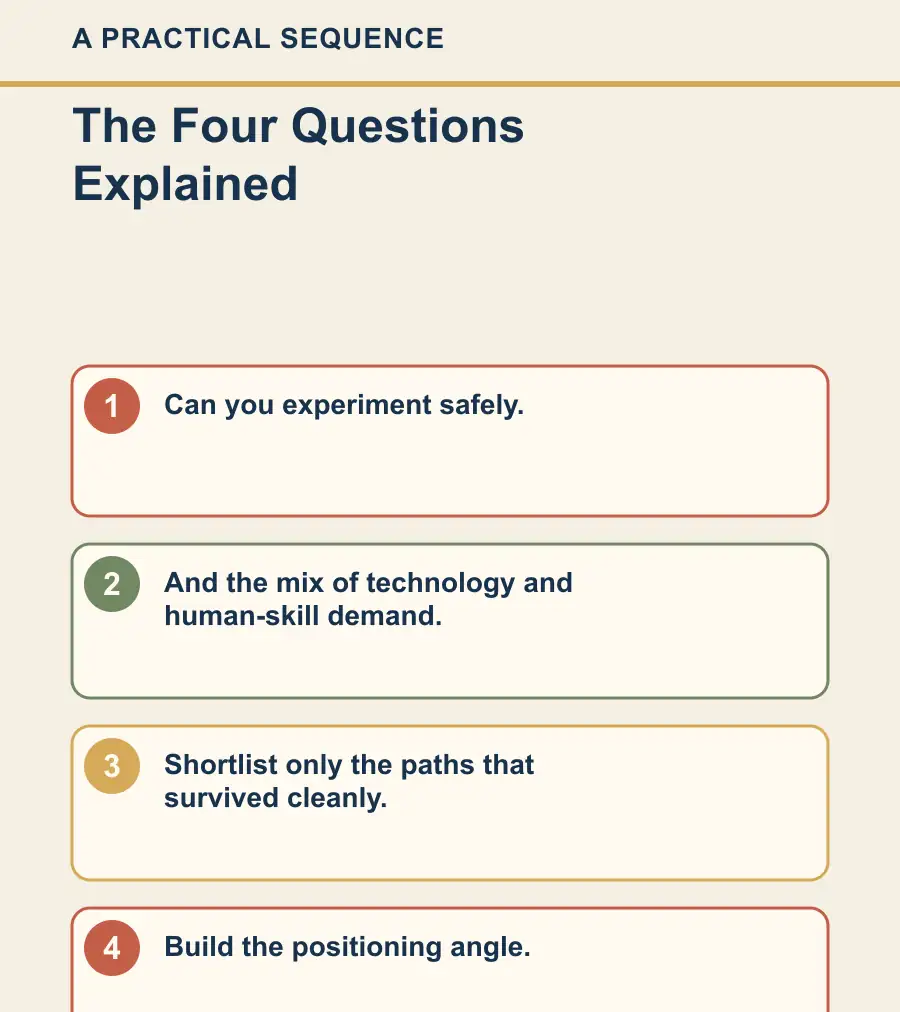 A PRACTICAL SEQUENCE
The Four Questions
Explained
1
Can you experiment safely.
2
And the mix of technology and
human-skill demand.
3
Shortlist only the paths that
survived cleanly.
4
Build the positioning angle.